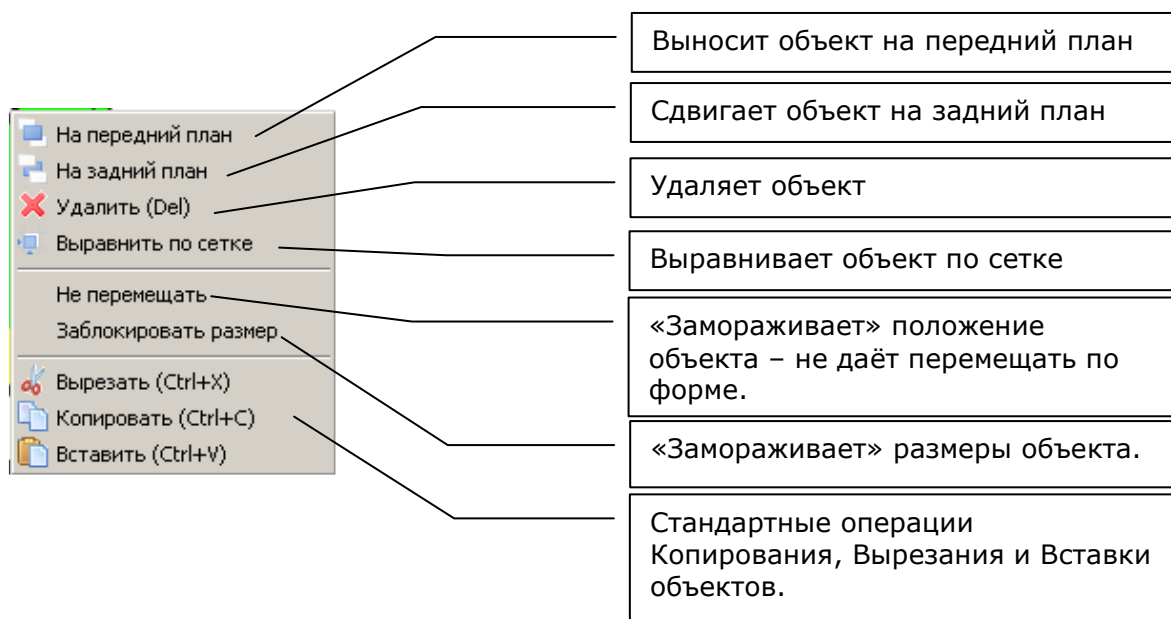 На передний план
На задний план
Удалить (Del)
Выравнить по сетке
Не перемещать
Заблокировать размер
Вырезать (Ctrl+X)
Копировать (Ctrl+C)
Вставить (Ctrl+V)
Выносит объект на передний план
Сдвигает объект на задний план
Удаляет объект
Выравнивает объект по сетке
«Замораживает» положение
объекта – не даёт перемещать по
форме.
«Замораживает» размеры объекта.
Стандартные операции
Копирования, Вырезания и Вставки
объектов.